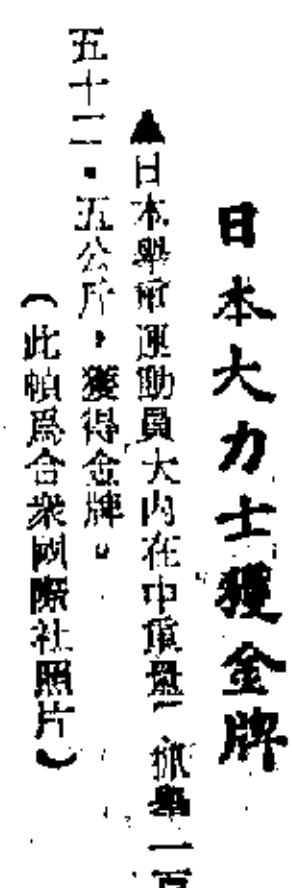 日本大力士獲金牌
▲日本舉重運動員大內在中重量「抓舉一百
五十二·五公斤,獲得金牌。
(此幀爲合衆國際社照片)